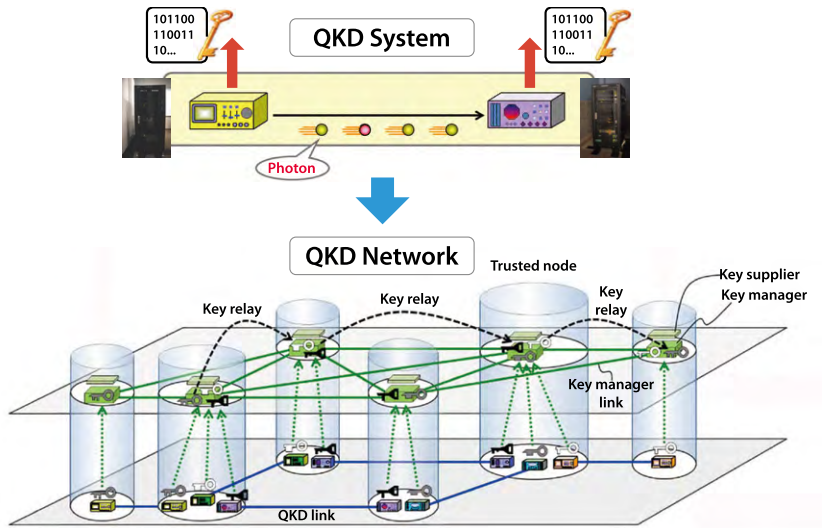 101100
110011
10...
QKD System
101100
110011
10...
Photon
QKD Network
Trusted node
Key supplier
Key manager
Key relay
Key relay
Key
relay
Key manager
link
QKD link